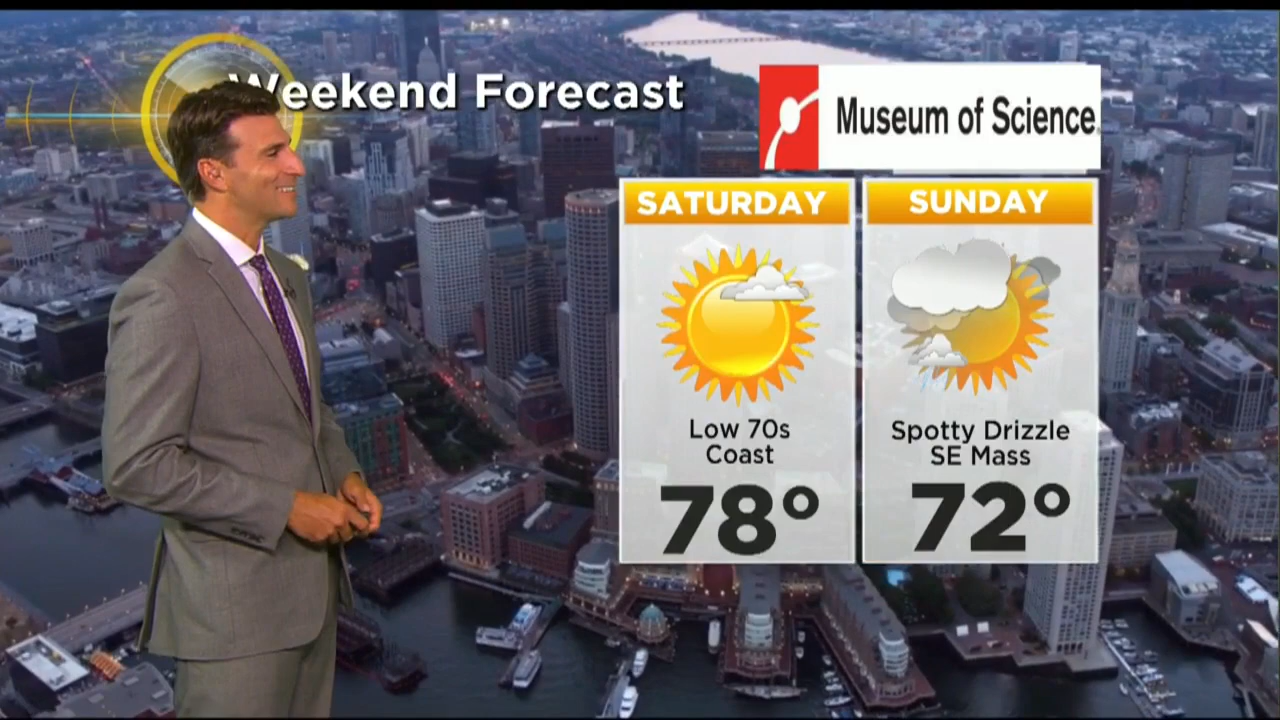 Weekend Forecast
Museum of Science
SATURDAY
Low 70s
Coast
78°
SUNDAY
Spotty Drizzle
SE Mass
72°